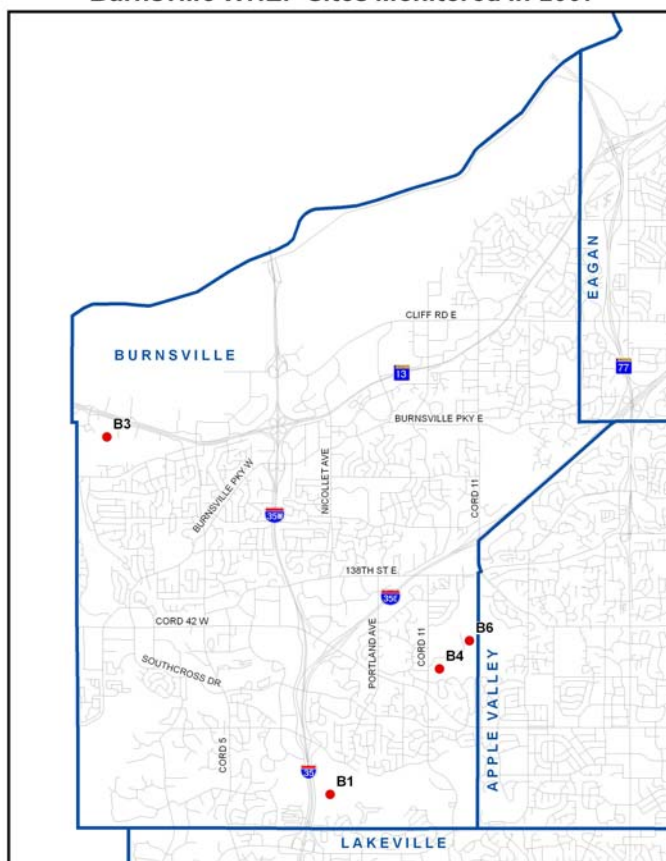 CLIFF RD E
EAGAN
BURNSVILLE
13
77
B3
BURNSVILLE PKY E
BURNSVILLE PKY W
NICOLLET AVE
CORD 11
35W
138TH ST E
35E
CORD 42 W
PORTLAND AVE
CORD 11
B6
B4
SOUTHCROSS DR
APPLE VALLEY
CORD 5
35
B1
LAKEVILLE